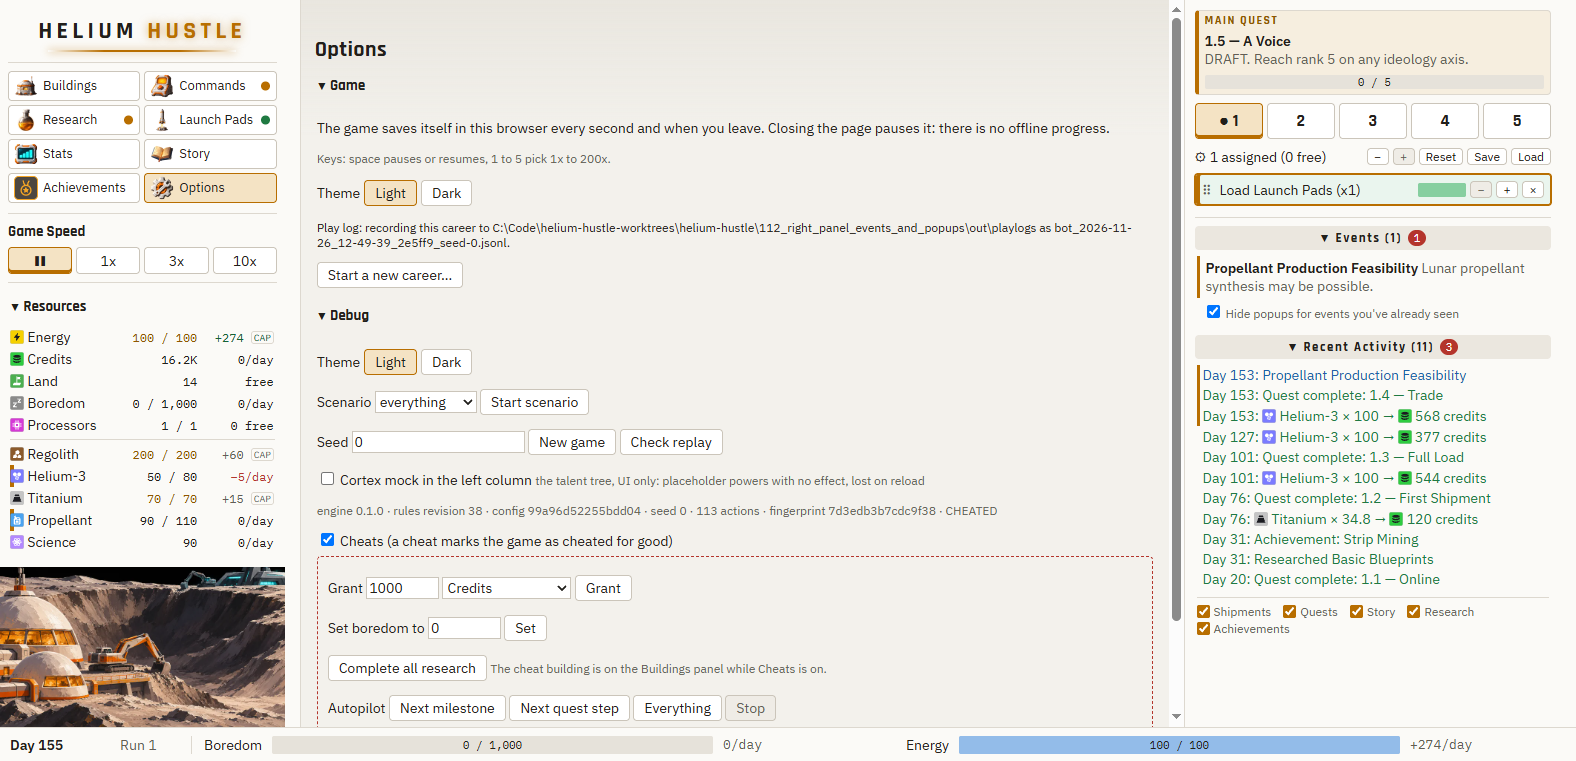 HELIUM HUSTLE
Buildings
Commands
Research
Launch Pads
Stats
Story
Achievements
Options
Game Speed
1x
3x
10x
▼ Resources
Energy 100 / 100 +274 CAP
Credits 16.2K 0/day
Land 14 free
Boredom 0 / 1,000 0/day
Processors 1 / 1 0 free
Regolith 200 / 200 +60 CAP
Helium-3 50 / 80 −5/day
Titanium 70 / 70 +15 CAP
Propellant 90 / 110 0/day
Science 90 0/day
Options
▼ Game
The game saves itself in this browser every second and when you leave. Closing the page pauses it: there is no offline progress.
Keys: space pauses or resumes, 1 to 5 pick 1x to 200x.
Theme Light Dark
Play log: recording this career to C:\Code\helium-hustle-worktrees\helium-hustle\112_right_panel_events_and_popups\out\playlogs as bot_2026-11-
26_12-49-39_2e5ff9_seed-0.jsonl.
Start a new career...
▼ Debug
Theme Light Dark
Scenario everything Start scenario
Seed 0 New game Check replay
Cortex mock in the left column the talent tree, UI only: placeholder powers with no effect, lost on reload
engine 0.1.0 · rules revision 38 · config 99a96d52255bdd04 · seed 0 · 113 actions · fingerprint 7d3edb3b7cdc9f38 · CHEATED
Cheats (a cheat marks the game as cheated for good)
Grant 1000 Credits Grant
Set boredom to 0 Set
Complete all research The cheat building is on the Buildings panel while Cheats is on.
Autopilot Next milestone Next quest step Everything Stop
MAIN QUEST
1.5 — A Voice
DRAFT. Reach rank 5 on any ideology axis.
0 / 5
● 1 2 3 4 5
⚙ 1 assigned (0 free) − + Reset Save Load
Load Launch Pads (x1) − + ×
▼ Events (1) 1
Propellant Production Feasibility Lunar propellant
synthesis may be possible.
Hide popups for events you've already seen
▼ Recent Activity (11) 3
Day 153: Propellant Production Feasibility
Day 153: Quest complete: 1.4 — Trade
Day 153: Helium-3 × 100 → 568 credits
Day 127: Helium-3 × 100 → 377 credits
Day 101: Quest complete: 1.3 — Full Load
Day 101: Helium-3 × 100 → 544 credits
Day 76: Quest complete: 1.2 — First Shipment
Day 76: Titanium × 34.8 → 120 credits
Day 31: Achievement: Strip Mining
Day 31: Researched Basic Blueprints
Day 20: Quest complete: 1.1 — Online
Shipments Quests Story Research
Achievements
Day 155 Run 1 Boredom 0 / 1,000 0/day Energy 100 / 100 +274/day